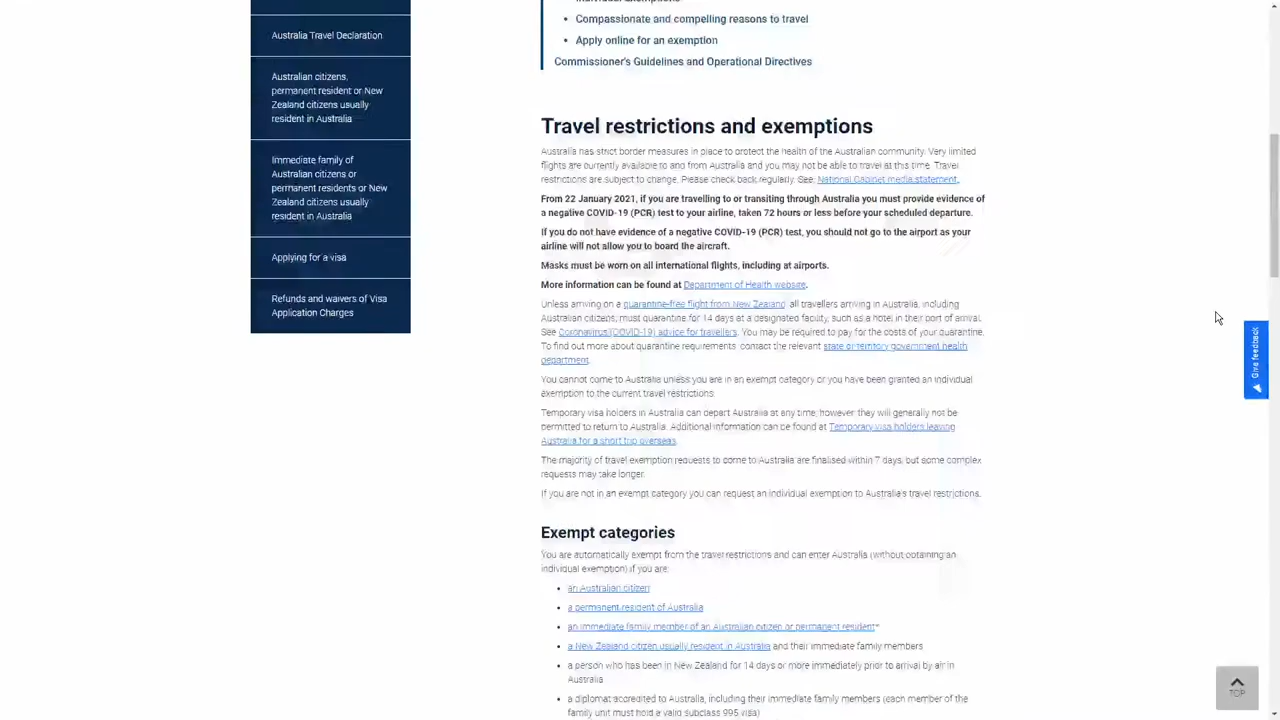 Australia Travel Declaration
Australian citizens,
permanent resident or New
Zealand citizens usually
resident in Australia
Immediate family of
Australian citizens or
permanent residents or New
Zealand citizens usually
resident in Australia
Applying for a visa
Refunds and waivers of Visa
Application Charges
• Compassionate and compelling reasons to travel
• Apply online for an exemption
Commissioner's Guidelines and Operational Directives
Travel restrictions and exemptions
Australia has strict border measures in place to protect the health of the Australian community. Very limited
flights are currently available to and from Australia and you may not be able to travel at this time. Travel
restrictions are subject to change. Please check back regularly. See: National Cabinet media statement.
From 22 January 2021, if you are travelling to or transiting through Australia you must provide evidence of
a negative COVID-19 (PCR) test to your airline, taken 72 hours or less before your scheduled departure.
If you do not have evidence of a negative COVID-19 (PCR) test, you should not go to the airport as your
airline will not allow you to board the aircraft.
Masks must be worn on all international flights, including at airports.
More information can be found at Department of Health website.
Unless arriving on a quarantine-free flight from New Zealand, all travellers arriving in Australia, including
Australian citizens, must quarantine for 14 days at a designated facility, such as a hotel in their port of arrival.
See Coronavirus (COVID-19) advice for travellers. You may be required to pay for the costs of your quarantine.
To find out more about quarantine requirements, contact the relevant state or territory government health
department.
You cannot come to Australia unless you are in an exempt category or you have been granted an individual
exemption to the current travel restrictions.
Temporary visa holders in Australia can depart Australia at any time, however they will generally not be
permitted to return to Australia. Additional information can be found at Temporary visa holders leaving
Australia for a short trip overseas.
The majority of travel exemption requests to come to Australia are finalised within 7 days, but some complex
requests may take longer.
If you are not in an exempt category you can request an individual exemption to Australia's travel restrictions.
Exempt categories
You are automatically exempt from the travel restrictions and can enter Australia (without obtaining an
individual exemption) if you are:
• an Australian citizen
• a permanent resident of Australia
• an immediate family member of an Australian citizen or permanent resident*
• a New Zealand citizen usually resident in Australia and their immediate family members
• a person who has been in New Zealand for 14 days or more immediately prior to arrival by air in
Australia
• a diplomat accredited to Australia, including their immediate family members (each member of the
family unit must hold a valid subclass 995 visa)
Give feedback
TOP